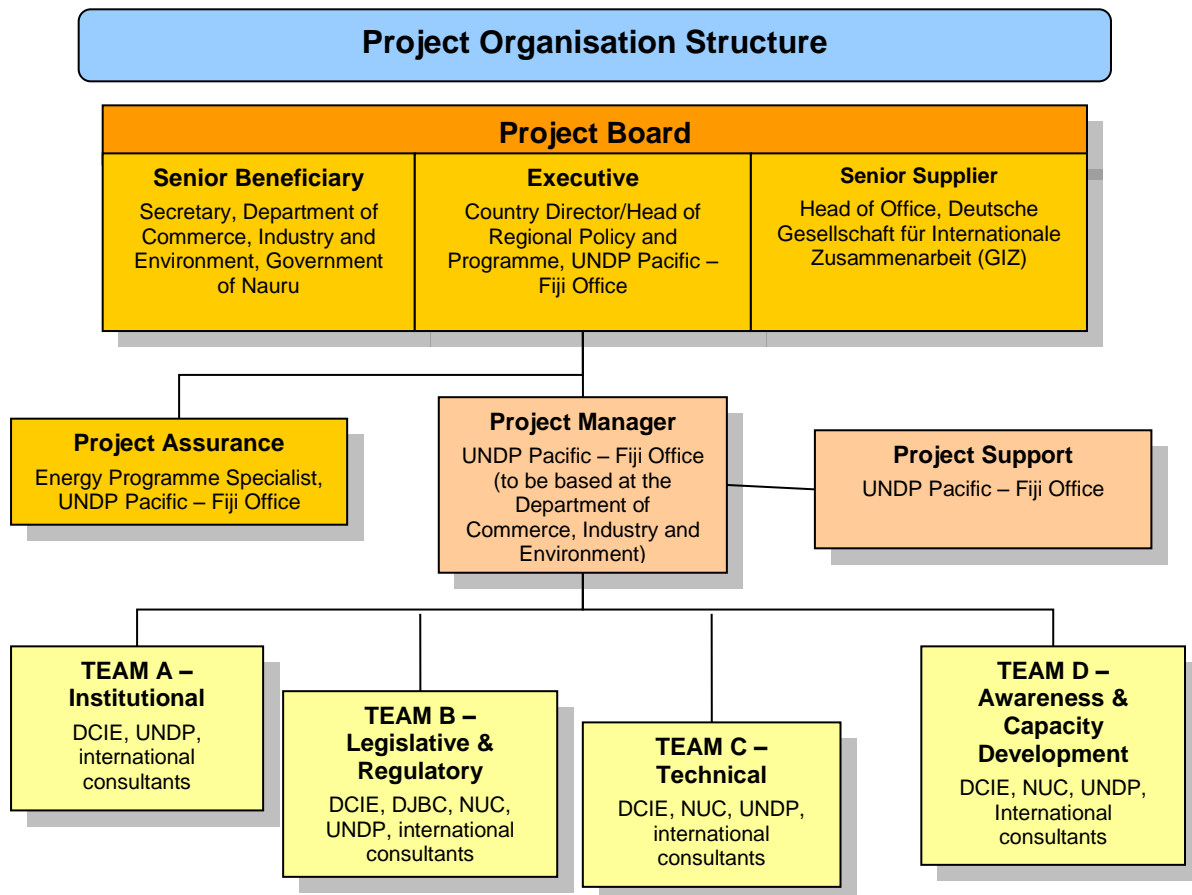 Project Organisation Structure
Project Board
Senior Beneficiary
Secretary, Department of
Commerce, Industry and
Environment, Government
of Nauru
Executive
Country Director/Head of
Regional Policy and
Programme, UNDP Pacific –
Fiji Office
Senior Supplier
Head of Office, Deutsche
Gesellschaft für Internationale
Zusammenarbeit (GIZ)
Project Assurance
Energy Programme Specialist,
UNDP Pacific – Fiji Office
Project Manager
UNDP Pacific – Fiji Office
(to be based at the
Department of
Commerce, Industry and
Environment)
Project Support
UNDP Pacific – Fiji Office
TEAM A –
Institutional
DCIE, UNDP,
international
consultants
TEAM B –
Legislative &
Regulatory
DCIE, DJBC, NUC,
UNDP, international
consultants
TEAM C –
Technical
DCIE, NUC, UNDP,
international
consultants
TEAM D –
Awareness &
Capacity
Development
DCIE, NUC, UNDP,
International
consultants